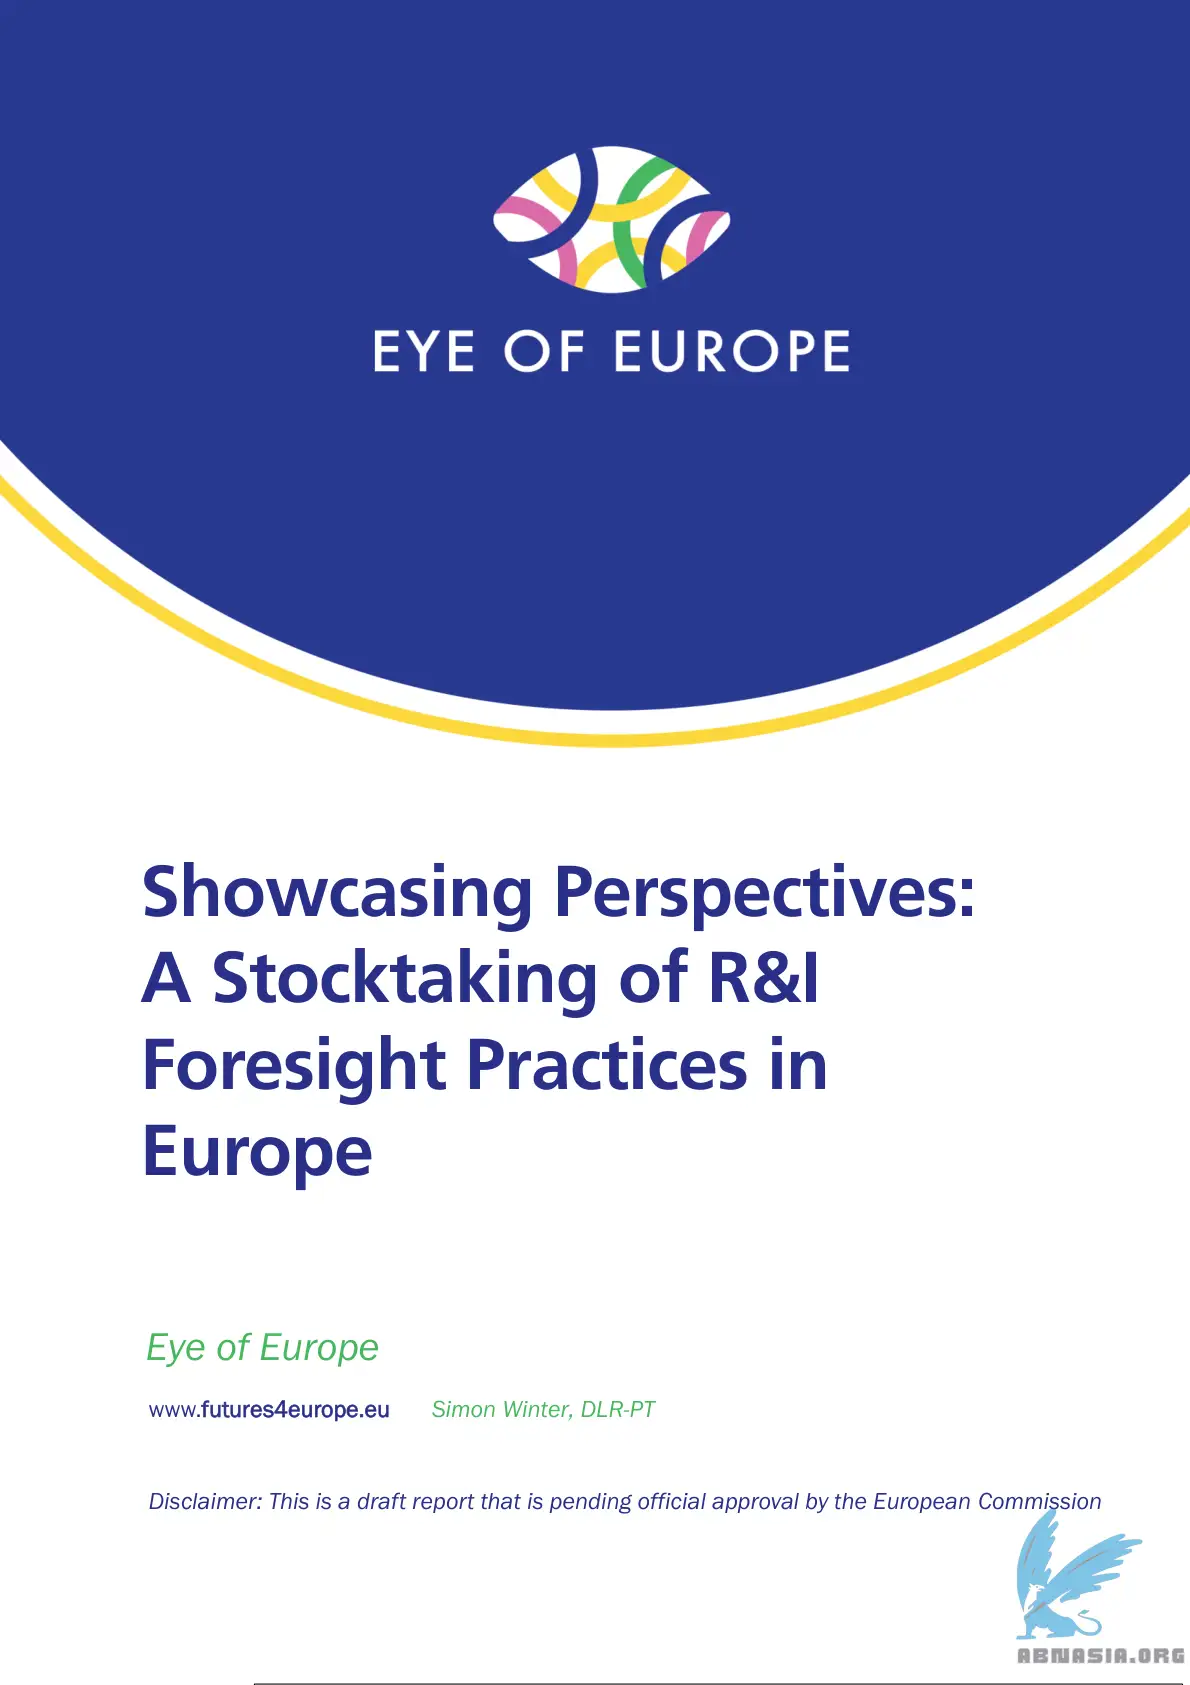 EYE OF EUROPE
Showcasing Perspectives:
A Stocktaking of R&I
Foresight Practices in
Europe
Eye of Europe
www.futures4europe.eu Simon Winter, DLR-PT
Disclaimer: This is a draft report that is pending official approval by the European Commission
ABNASIA.ORG